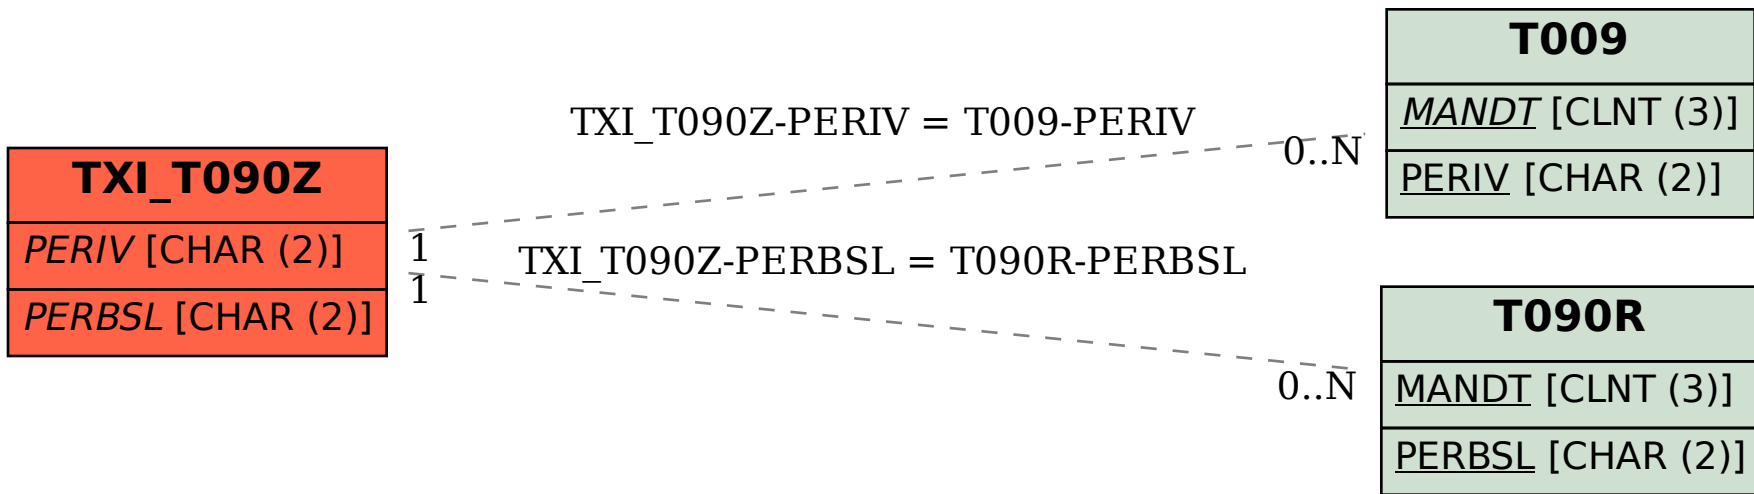 TXI_T090Z
PERIV [CHAR (2)]
PERBSL [CHAR (2)]
TXI_T090Z-PERIV = T009-PERIV
0..N
1
TXI_T090Z-PERBSL = T090R-PERBSL
1
0..N
T009
MANDT [CLNT (3)]
PERIV [CHAR (2)]
T090R
MANDT [CLNT (3)]
PERBSL [CHAR (2)]